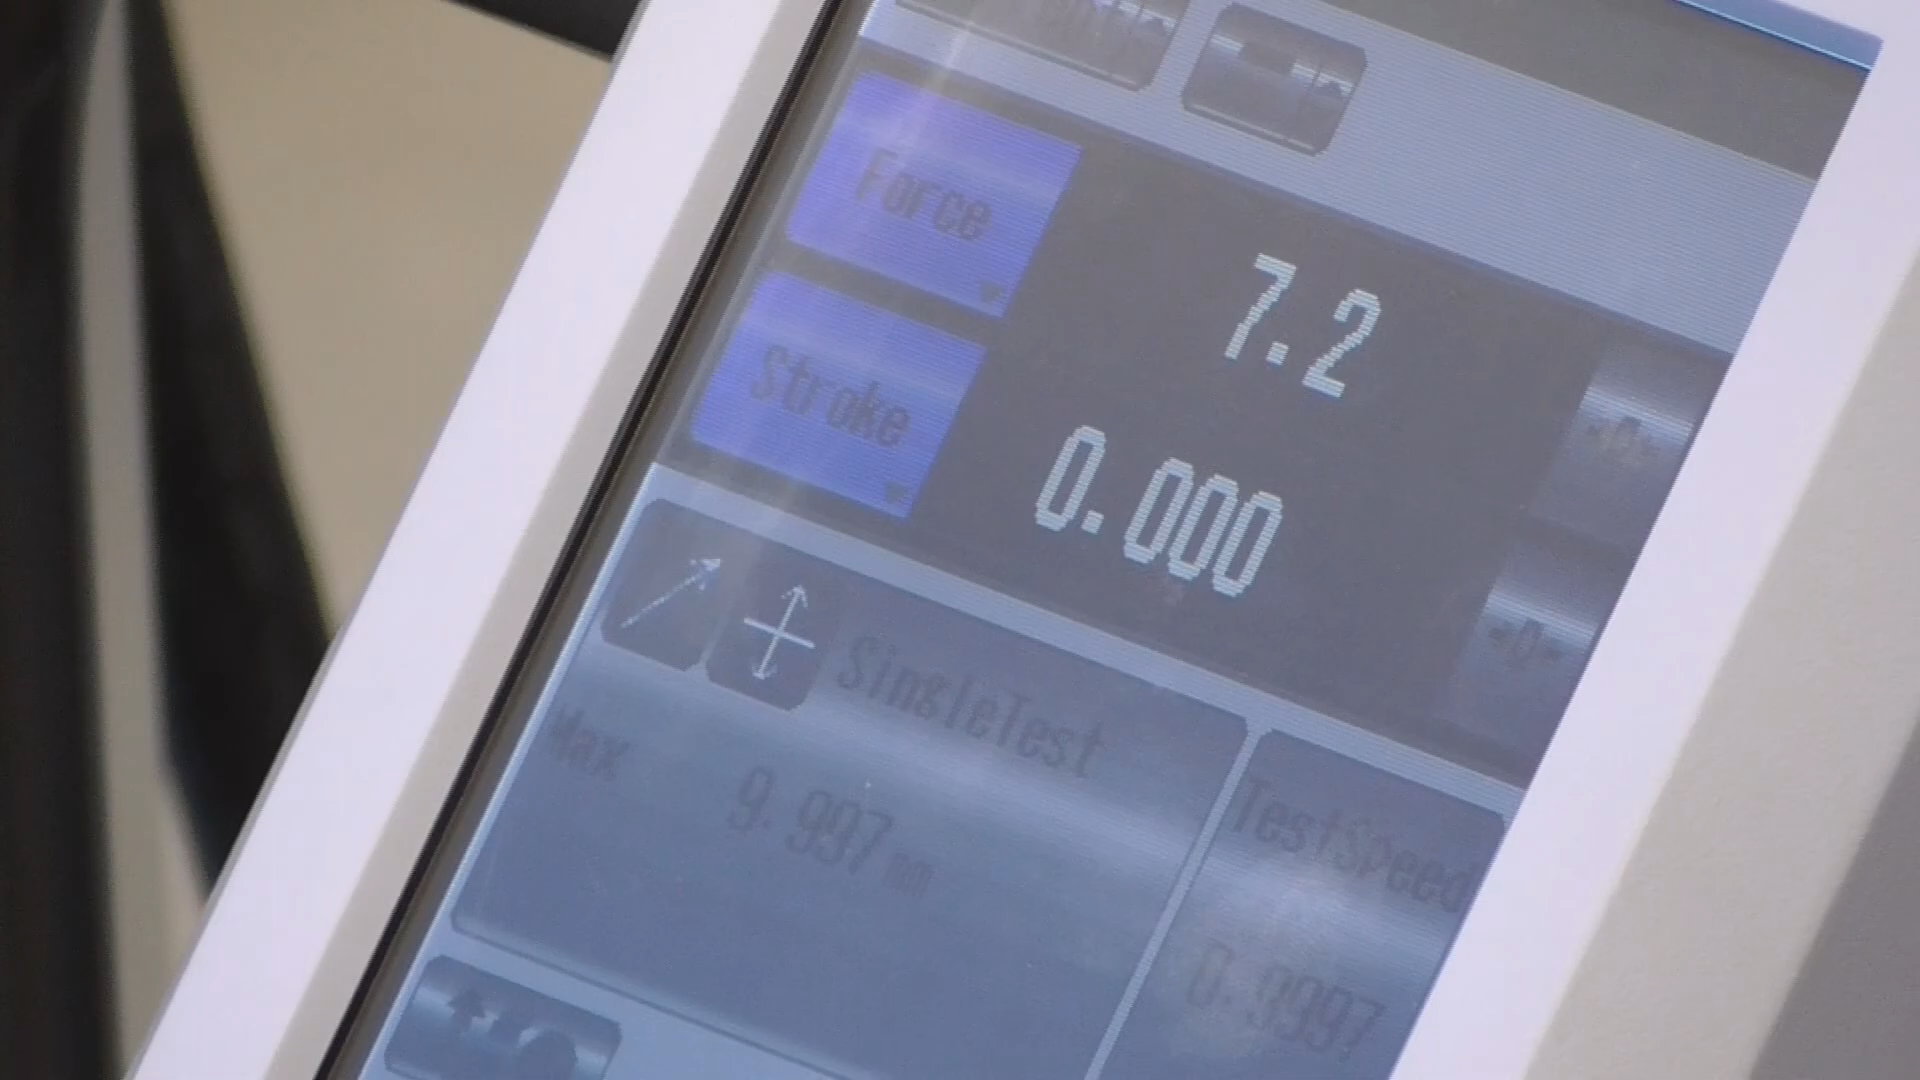 Force 7.2
Stroke 0.000
SingleTest
Max 9.997 mm
TestSpeed
0.9997